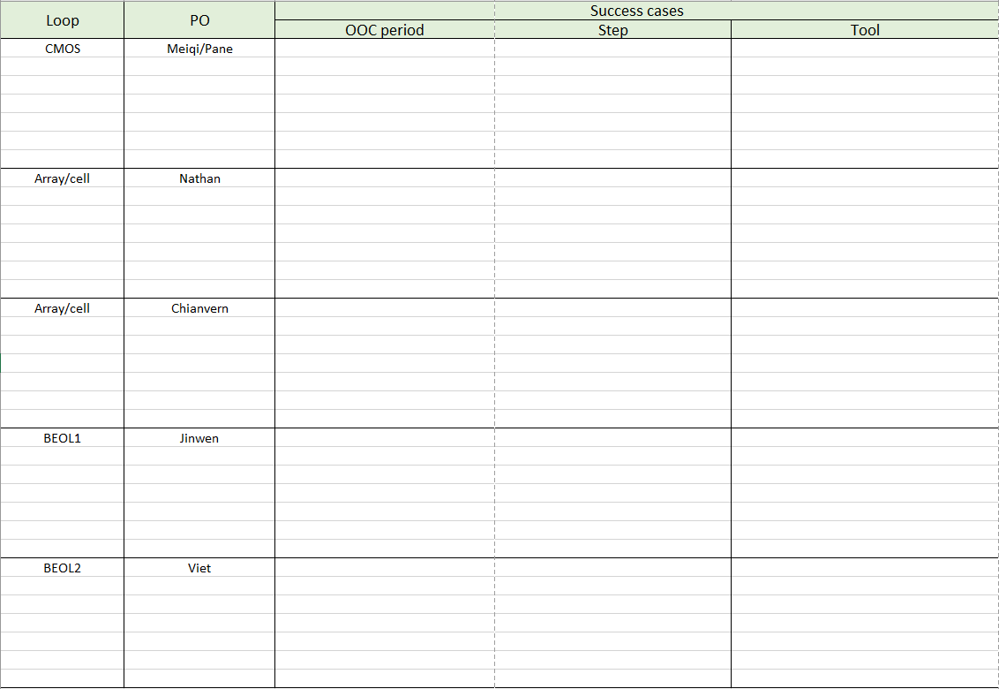 Loop PO Success cases
OOC period Step Tool
CMOS Meiqi/Pane
Array/cell Nathan
Array/cell Chianvern
BEOL1 Jinwen
BEOL2 Viet